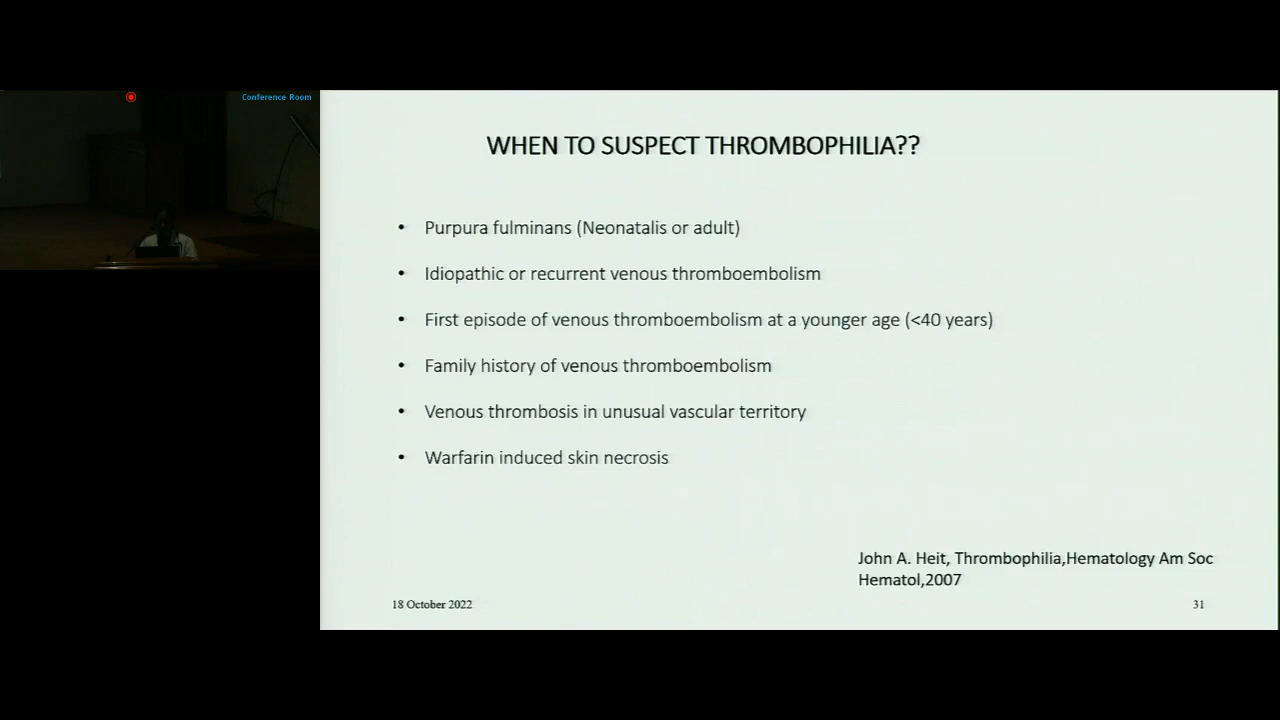 Conference Room
WHEN TO SUSPECT THROMBOPHILIA??
• Purpura fulminans (Neonatalis or adult)
• Idiopathic or recurrent venous thromboembolism
• First episode of venous thromboembolism at a younger age (<40 years)
• Family history of venous thromboembolism
• Venous thrombosis in unusual vascular territory
• Warfarin induced skin necrosis
John A. Heit, Thrombophilia,Hematology Am Soc
Hematol,2007
18 October 2022
31